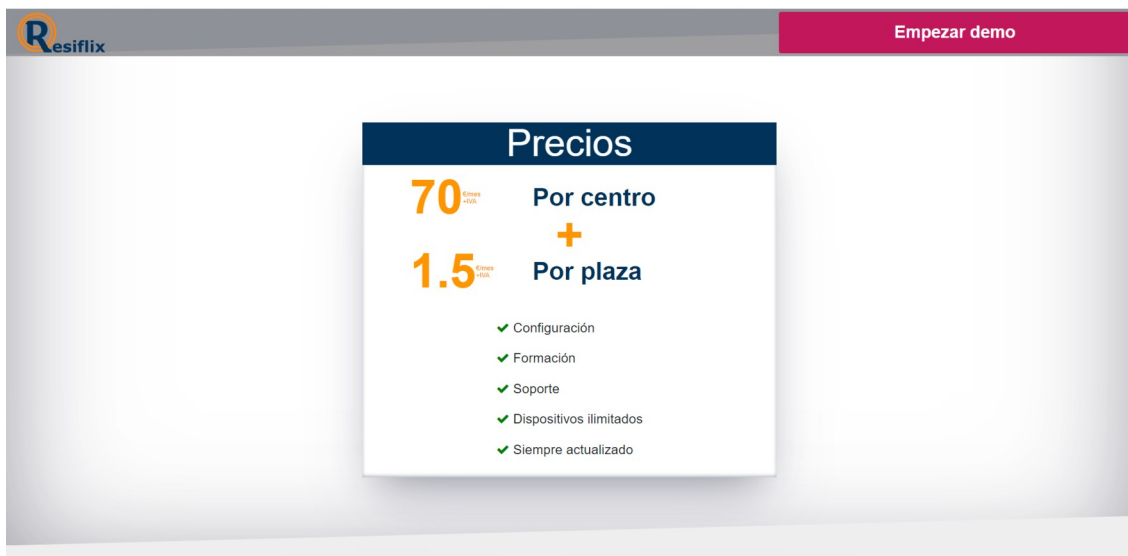 Resiflix
Empezar demo
Precios
70 €/mes +IVA Por centro
+
1.5 €/mes +IVA Por plaza
✔ Configuración
✔ Formación
✔ Soporte
✔ Dispositivos ilimitados
✔ Siempre actualizado